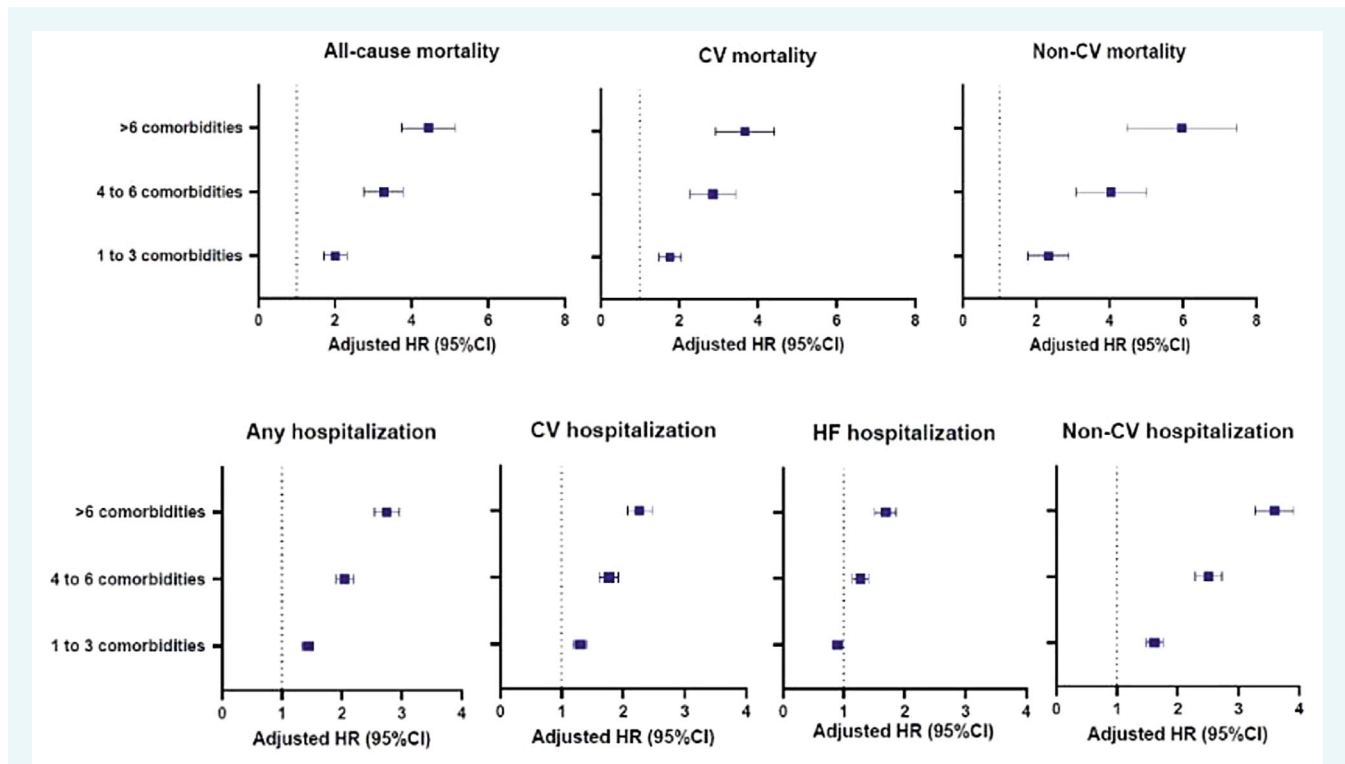 All-cause mortality
CV mortality
Non-CV mortality
>6 comorbidities
4 to 6 comorbidities
1 to 3 comorbidities
0 2 4 6 8
0 2 4 6 8
0 2 4 6 8
Adjusted HR (95%CI)
Adjusted HR (95%CI)
Adjusted HR (95%CI)
Any hospitalization
CV hospitalization
HF hospitalization
Non-CV hospitalization
>6 comorbidities
4 to 6 comorbidities
1 to 3 comorbidities
0 1 2 3 4
0 1 2 3 4
0 1 2 3 4
0 1 2 3 4
Adjusted HR (95%CI)
Adjusted HR (95%CI)
Adjusted HR (95%CI)
Adjusted HR (95%CI)